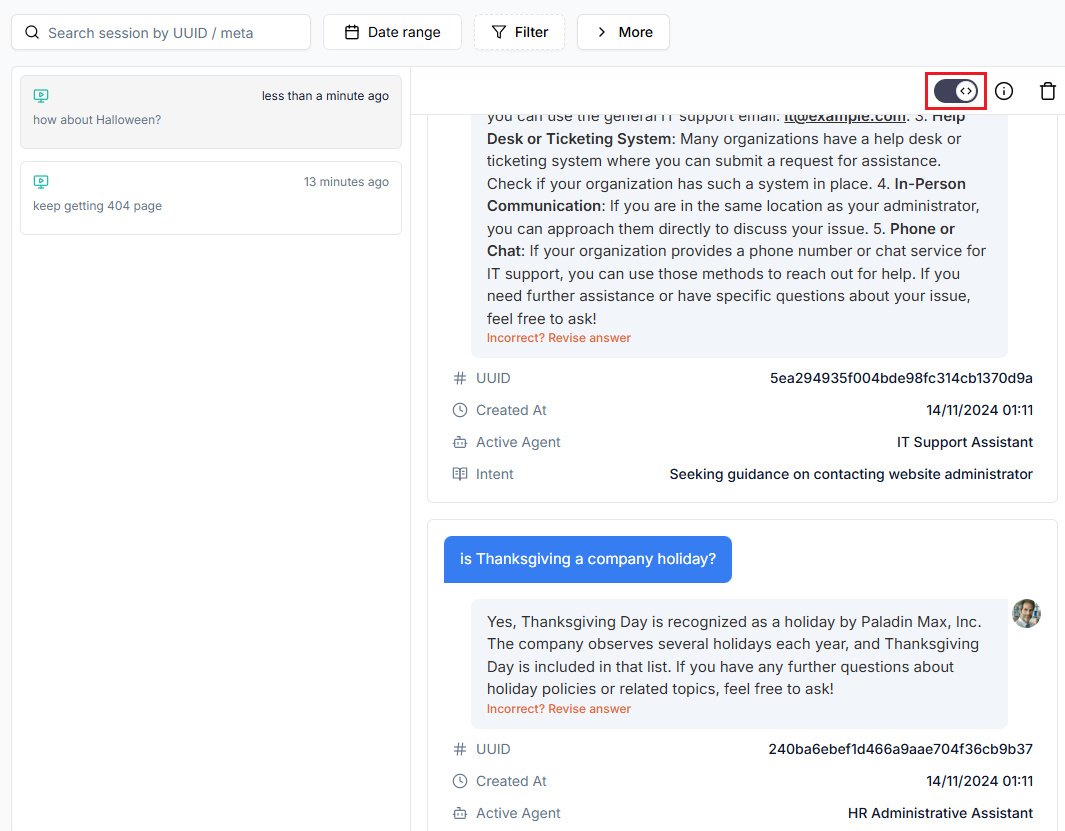 Search session by UUID / meta
Date range
Filter
More
less than a minute ago
how about Halloween?
13 minutes ago
keep getting 404 page
you can use the general IT support email: it@example.com. 3. Help
Desk or Ticketing System: Many organizations have a help desk or
ticketing system where you can submit a request for assistance.
Check if your organization has such a system in place. 4. In-Person
Communication: If you are in the same location as your administrator,
you can approach them directly to discuss your issue. 5. Phone or
Chat: If your organization provides a phone number or chat service for
IT support, you can use those methods to reach out for help. If you
need further assistance or have specific questions about your issue,
feel free to ask!
Incorrect? Revise answer
UUID 5ea294935f004bde98fc314cb1370d9a
Created At 14/11/2024 01:11
Active Agent IT Support Assistant
Intent Seeking guidance on contacting website administrator
is Thanksgiving a company holiday?
Yes, Thanksgiving Day is recognized as a holiday by Paladin Max, Inc.
The company observes several holidays each year, and Thanksgiving
Day is included in that list. If you have any further questions about
holiday policies or related topics, feel free to ask!
Incorrect? Revise answer
UUID 240ba6ebef1d466a9aae704f36cb9b37
Created At 14/11/2024 01:11
Active Agent HR Administrative Assistant